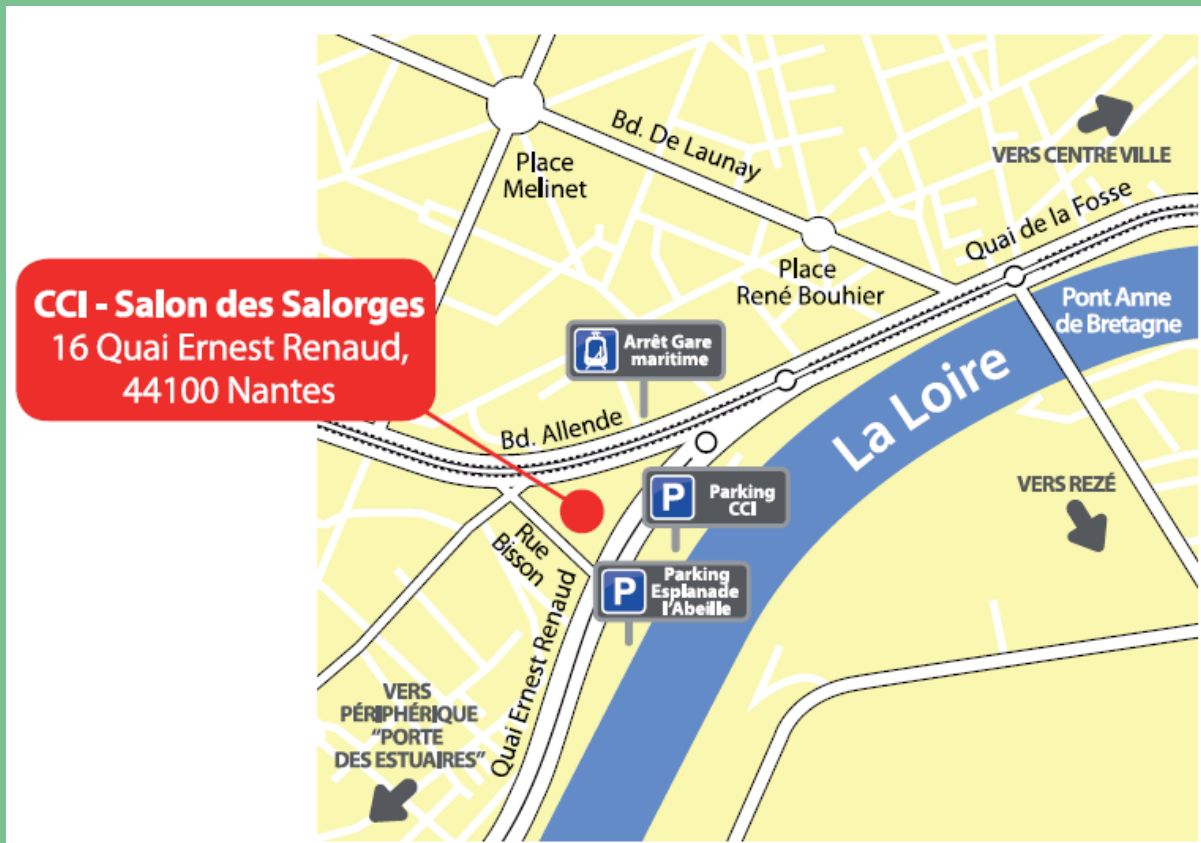 Bd. De Launay
VERS CENTRE VILLE
Place
Melinet
Quai de la Fosse
Place
René Bouhier
CCI - Salon des Salorges
16 Quai Ernest Renaud,
44100 Nantes
Pont Anne
de Bretagne
Arrêt Gare
maritime
La Loire
Bd. Allende
P
Parking
CCI
VERS REZÉ
Rue
Bisson
P
Parking
Esplanade
l'Abeille
Quai Ernest Renaud
VERS
PÉRIPHÉRIQUE
"PORTE
DES ESTUAIRES"